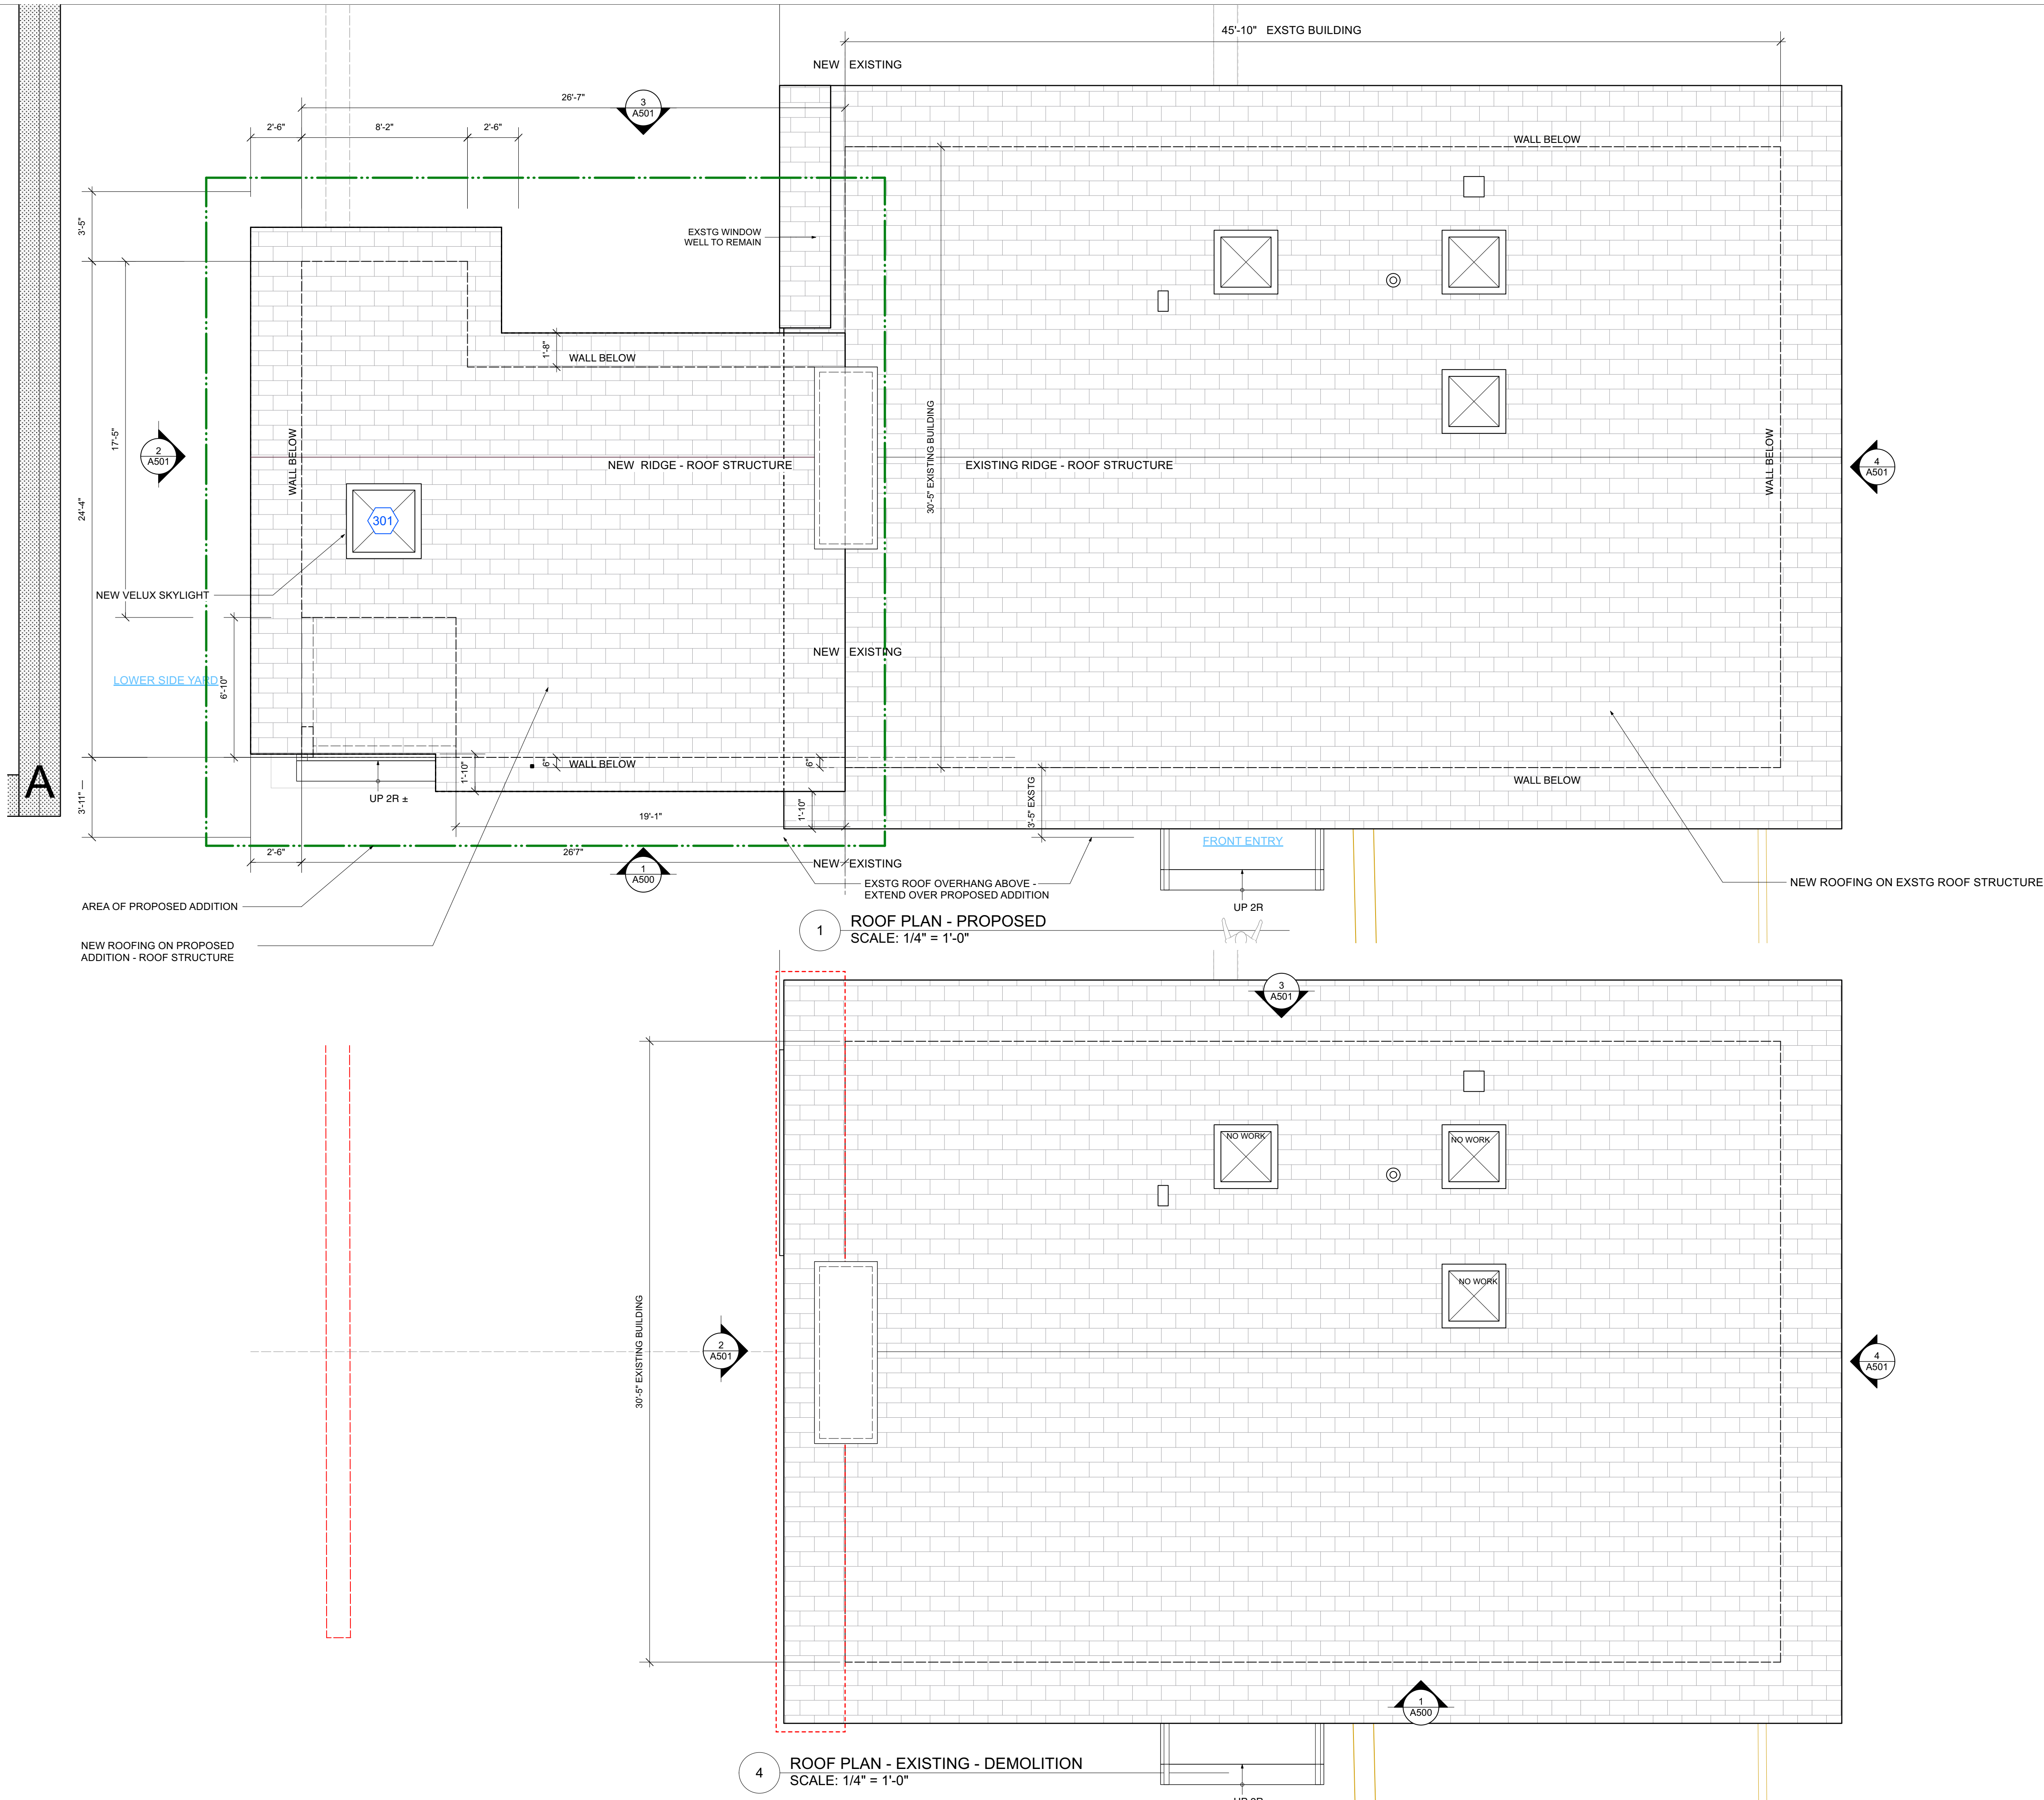 45'-10"   EXSTG BUILDING
NEW   EXISTING
26'-7"
3
A501
2'-6"
8'-2"
2'-6"
WALL BELOW
3'-5"
EXSTG WINDOW
WELL TO REMAIN
1'-8"
WALL BELOW
17'-5"
2
A501
WALL BELOW
NEW  RIDGE - ROOF STRUCTURE
30'-5" EXISTING BUILDING
EXISTING RIDGE - ROOF STRUCTURE
WALL BELOW
4
A501
24'-4"
301
NEW VELUX SKYLIGHT
NEW   EXISTING
LOWER SIDE YARD
6'-10"
A
3'-11"
UP 2R ±
1'-10"
6"
WALL BELOW
6"
WALL BELOW
1'-10"
3'-5" EXSTG
19'-1"
FRONT ENTRY
2'-6"
26'7"
1
A500
NEW   EXISTING
EXSTG ROOF OVERHANG ABOVE -
EXTEND OVER PROPOSED ADDITION
NEW ROOFING ON EXSTG ROOF STRUCTURE
AREA OF PROPOSED ADDITION
UP 2R
1
ROOF PLAN - PROPOSED
SCALE: 1/4" = 1'-0"
NEW ROOFING ON PROPOSED
ADDITION - ROOF STRUCTURE
3
A501
NO WORK
NO WORK
NO WORK
30'-5" EXISTING BUILDING
2
A501
4
A501
1
A500
4
ROOF PLAN - EXISTING - DEMOLITION
SCALE: 1/4" = 1'-0"